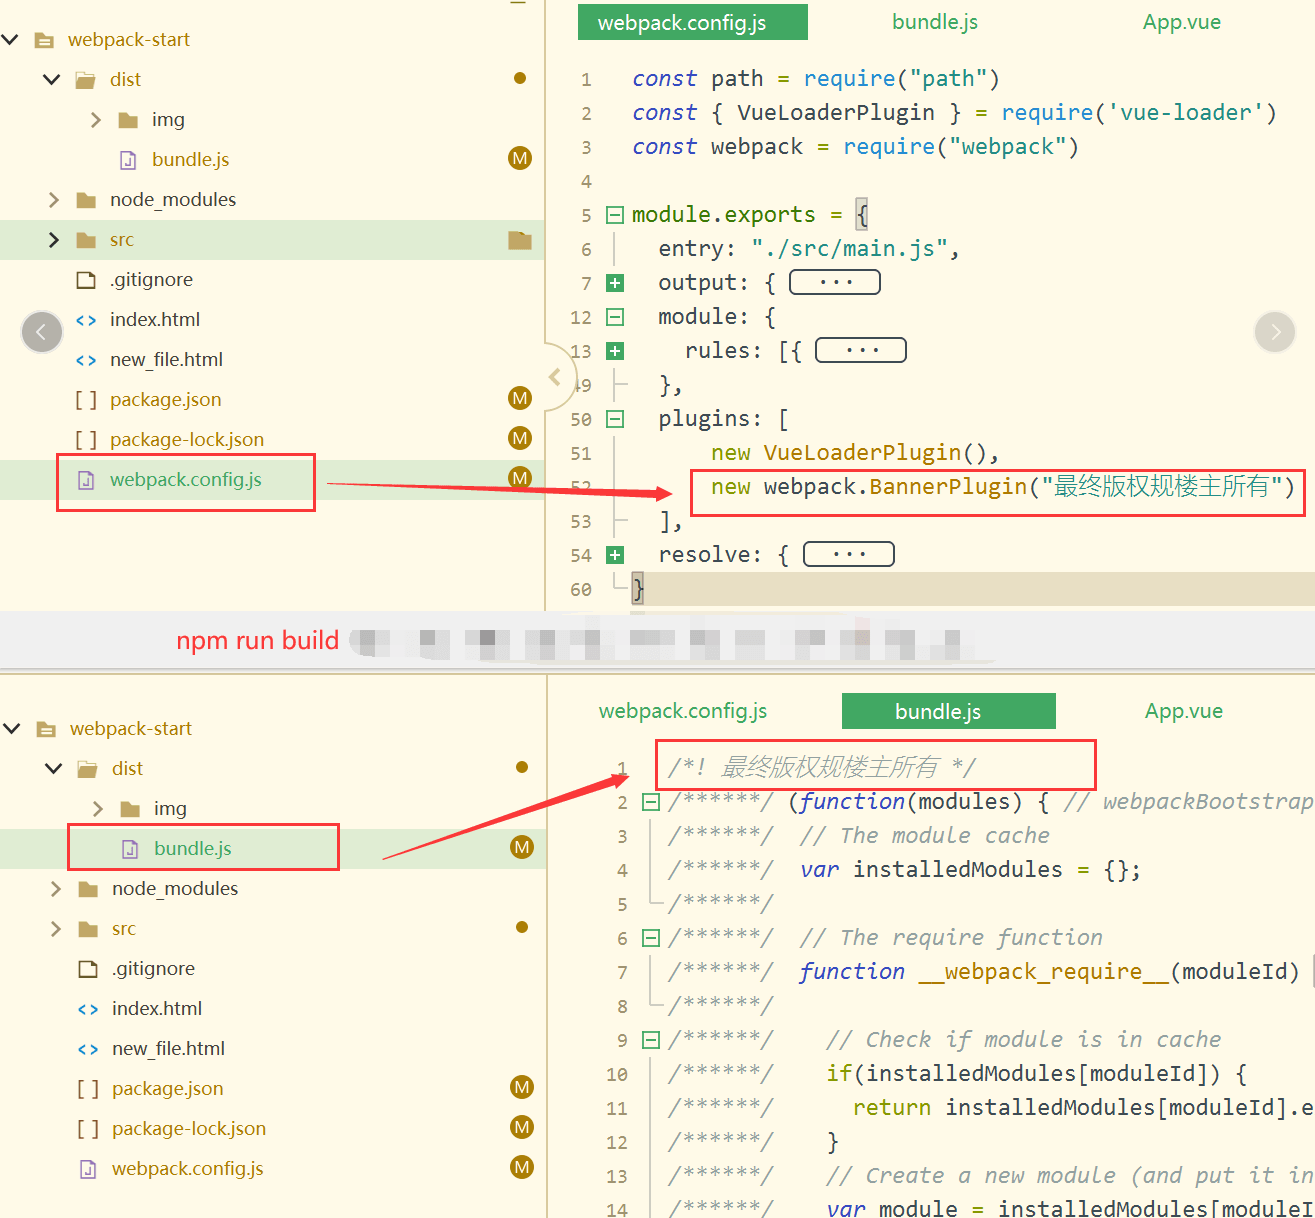 webpack-start
dist
img
bundle.js M
node_modules
src
.gitignore
index.html
new_file.html
package.json M
package-lock.json M
webpack.config.js M
webpack.config.js bundle.js App.vue
1 const path = require("path")
2 const { VueLoaderPlugin } = require('vue-loader')
3 const webpack = require("webpack")
4
5 module.exports = {
6 entry: "./src/main.js",
7 output: { ...
12 module: {
13 rules: [{ ...
49 },
50 plugins: [
51 new VueLoaderPlugin(),
52 new webpack.BannerPlugin("最终版权规楼主所有")
53 ],
54 resolve: { ...
60 }
npm run build
webpack-start
dist
img
bundle.js M
node_modules
src
.gitignore
index.html
new_file.html
package.json M
package-lock.json M
webpack.config.js M
webpack.config.js bundle.js App.vue
1 /*! 最终版权规楼主所有 */
2 /******/ (function(modules) { // webpackBootstrap
3 /******/ // The module cache
4 /******/ var installedModules = {};
5 /******/
6 /******/ // The require function
7 /******/ function __webpack_require__(moduleId)
8 /******/
9 /******/ // Check if module is in cache
10 /******/ if(installedModules[moduleId]) {
11 /******/ return installedModules[moduleId].e
12 /******/ }
13 /******/ // Create a new module (and put it in
14 /******/ var module = installedModules[moduleI